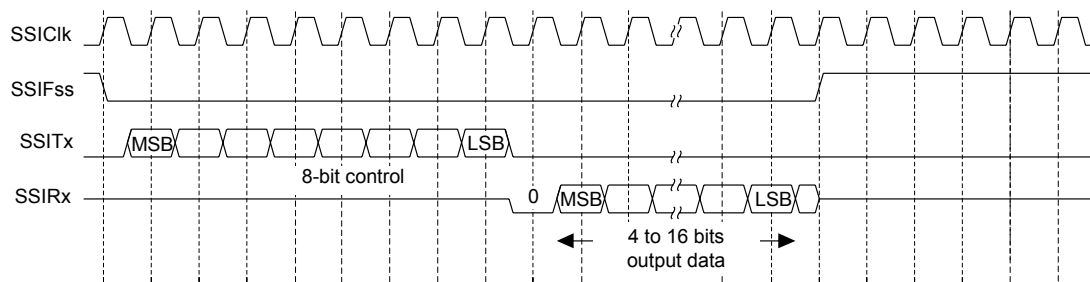 SSIClk
SSIFss
SSITx
MSB
LSB
8-bit control
SSIRx
0
MSB
LSB
4 to 16 bits
output data